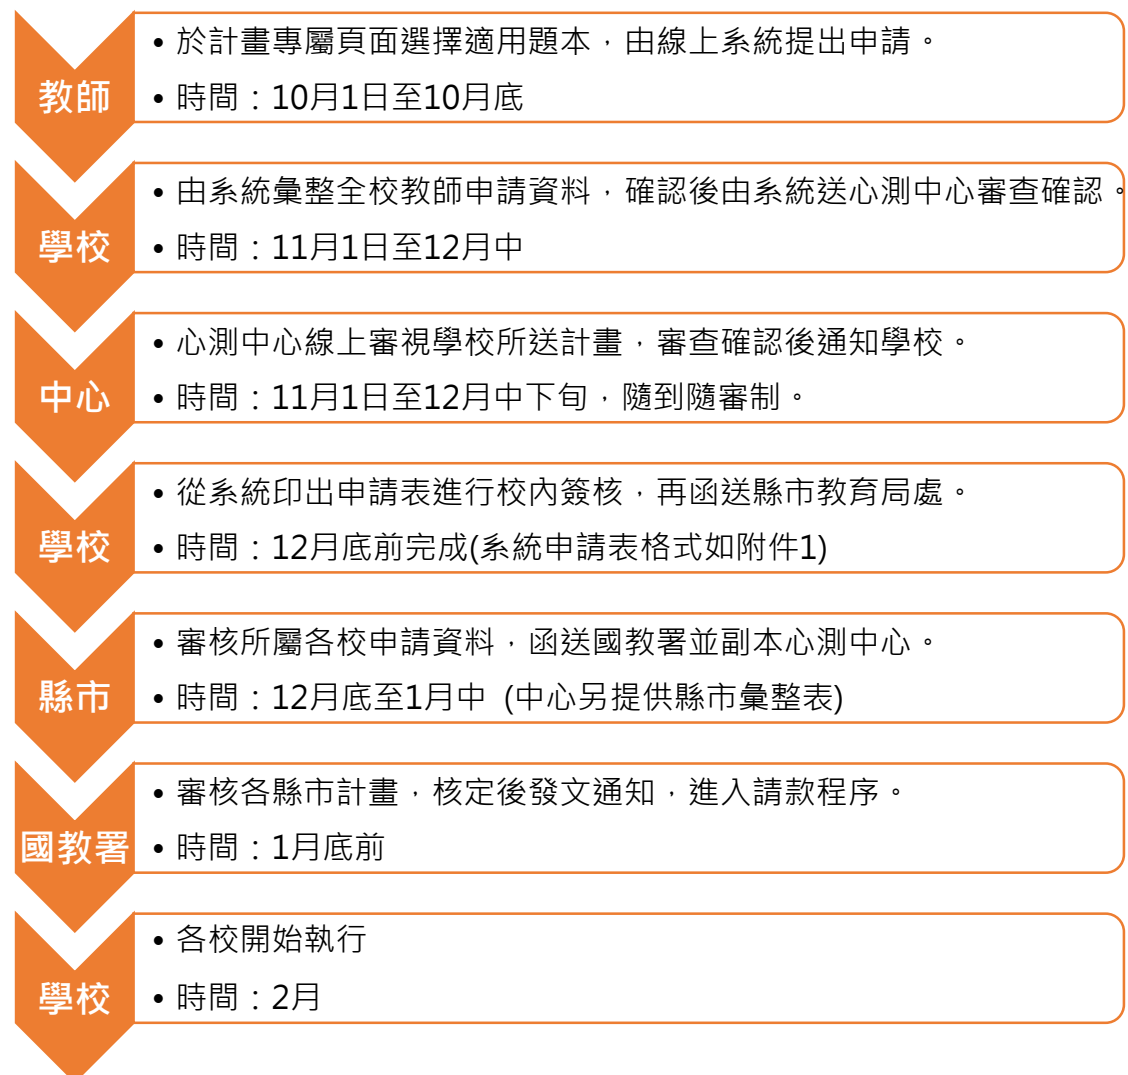 教師
• 於計畫專屬頁面選擇適用題本，由線上系統提出申請。
• 時間：10月1日至10月底
學校
• 由系統彙整全校教師申請資料，確認後由系統送心測中心審查確認。
• 時間：11月1日至12月中
中心
• 心測中心線上審視學校所送計畫，審查確認後通知學校。
• 時間：11月1日至12月中下旬，隨到隨審制。
學校
• 從系統印出申請表進行校內簽核，再函送縣市教育局處。
• 時間：12月底前完成(系統申請表格式如附件1)
縣市
• 審核所屬各校申請資料，函送國教署並副本心測中心。
• 時間：12月底至1月中 (中心另提供縣市彙整表)
國教署
• 審核各縣市計畫，核定後發文通知，進入請款程序。
• 時間：1月底前
學校
• 各校開始執行
• 時間：2月